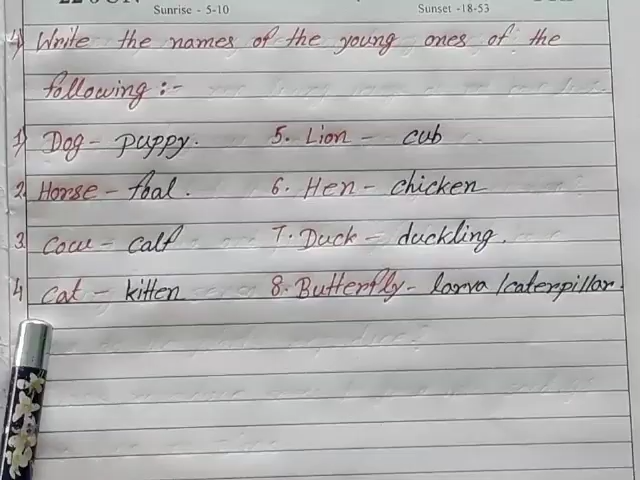 Sunrise - 5-10 Sunset -18-53
4) Write the names of the young ones of the
following :-
1) Dog - puppy. 5. Lion - cub
2. Horse - foal. 6. Hen - chicken
3. Cow - calf 7. Duck - duckling.
4 Cat - kitten 8. Butterfly - larva /caterpillar.